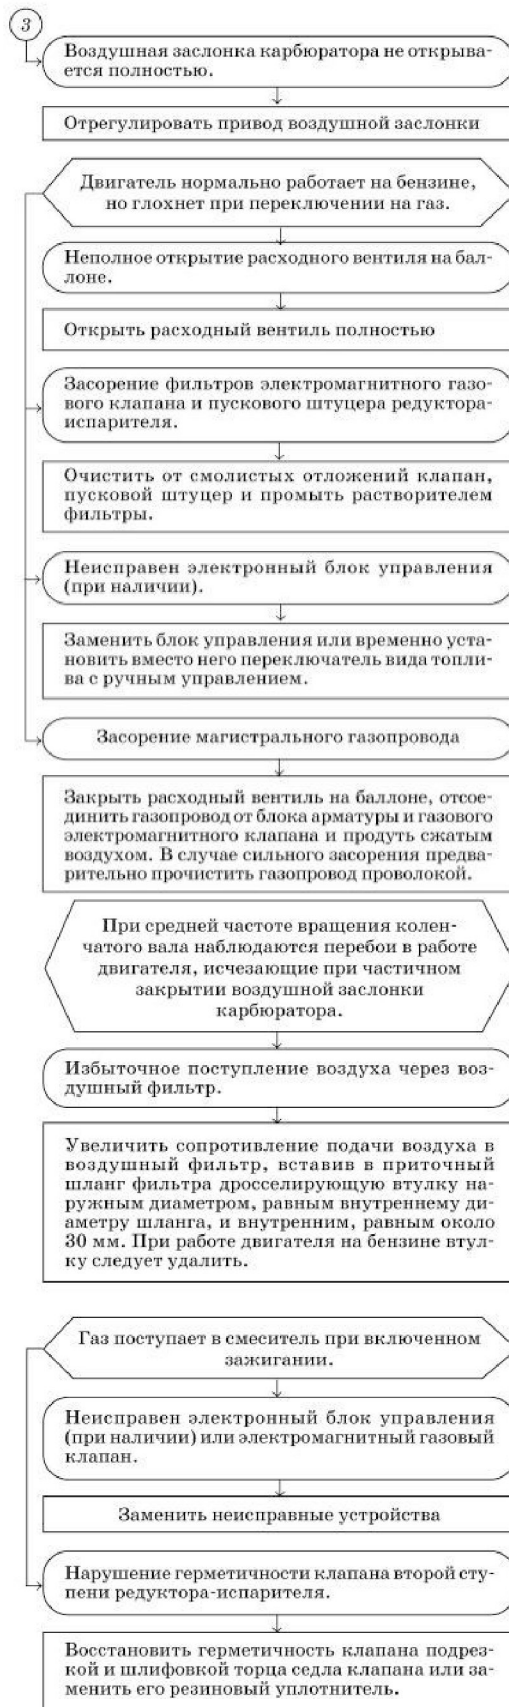 3
Воздушная заслонка карбюратора не открыва-
ется полностью.
Отрегулировать привод воздушной заслонки
Двигатель нормально работает на бензине,
но глохнет при переключении на газ.
Неполное открытие расходного вентиля на бал-
лоне.
Открыть расходный вентиль полностью
Засорение фильтров электромагнитного газо-
вого клапана и пускового штуцера редуктора-
испарителя.
Очистить от смолистых отложений клапан,
пусковой штуцер и промыть растворителем
фильтры.
Неисправен электронный блок управления
(при наличии).
Заменить блок управления или временно уста-
новить вместо него переключатель вида топли-
ва с ручным управлением.
Засорение магистрального газопровода
Закрыть расходный вентиль на баллоне, отсое-
динить газопровод от блока арматуры и газового
электромагнитного клапана и продуть сжатым
воздухом. В случае сильного засорения предва-
рительно прочистить газопровод проволокой.
При средней частоте вращения колен-
чатого вала наблюдаются перебои в работе
двигателя, исчезающие при частичном
закрытии воздушной заслонки
карбюратора.
Избыточное поступление воздуха через воз-
душный фильтр.
Увеличить сопротивление подачи воздуха в
воздушный фильтр, вставив в приточный
шланг фильтра дросселирующую втулку на-
ружным диаметром, равным внутреннему ди-
аметру шланга, и внутренним, равным около
30 мм. При работе двигателя на бензине втул-
ку следует удалить.
Газ поступает в смеситель при включенном
зажигании.
Неисправен электронный блок управления
(при наличии) или электромагнитный газовый
клапан.
Заменить неисправные устройства
Нарушение герметичности клапана второй сту-
пени редуктора-испарителя.
Восстановить герметичность клапана подрез-
кой и шлифовкой торца седла клапана или за-
менить его резиновый уплотнитель.